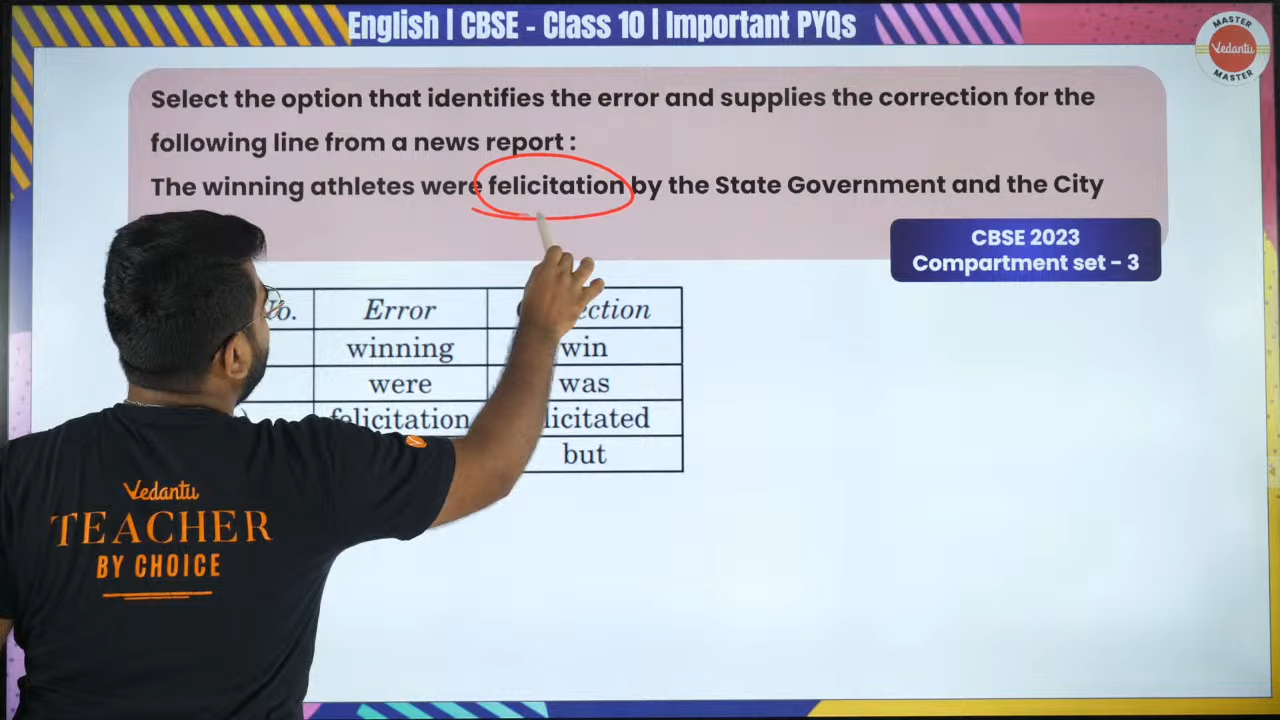 English | CBSE - Class 10 | Important PYQs
MASTER
Vedantu
MASTER
Select the option that identifies the error and supplies the correction for the
following line from a news report :
The winning athletes were felicitation by the State Government and the City
CBSE 2023
Compartment set - 3
No. Error
winning win
were was
felicitation
but
Vedantu
TEACHER
BY CHOICE